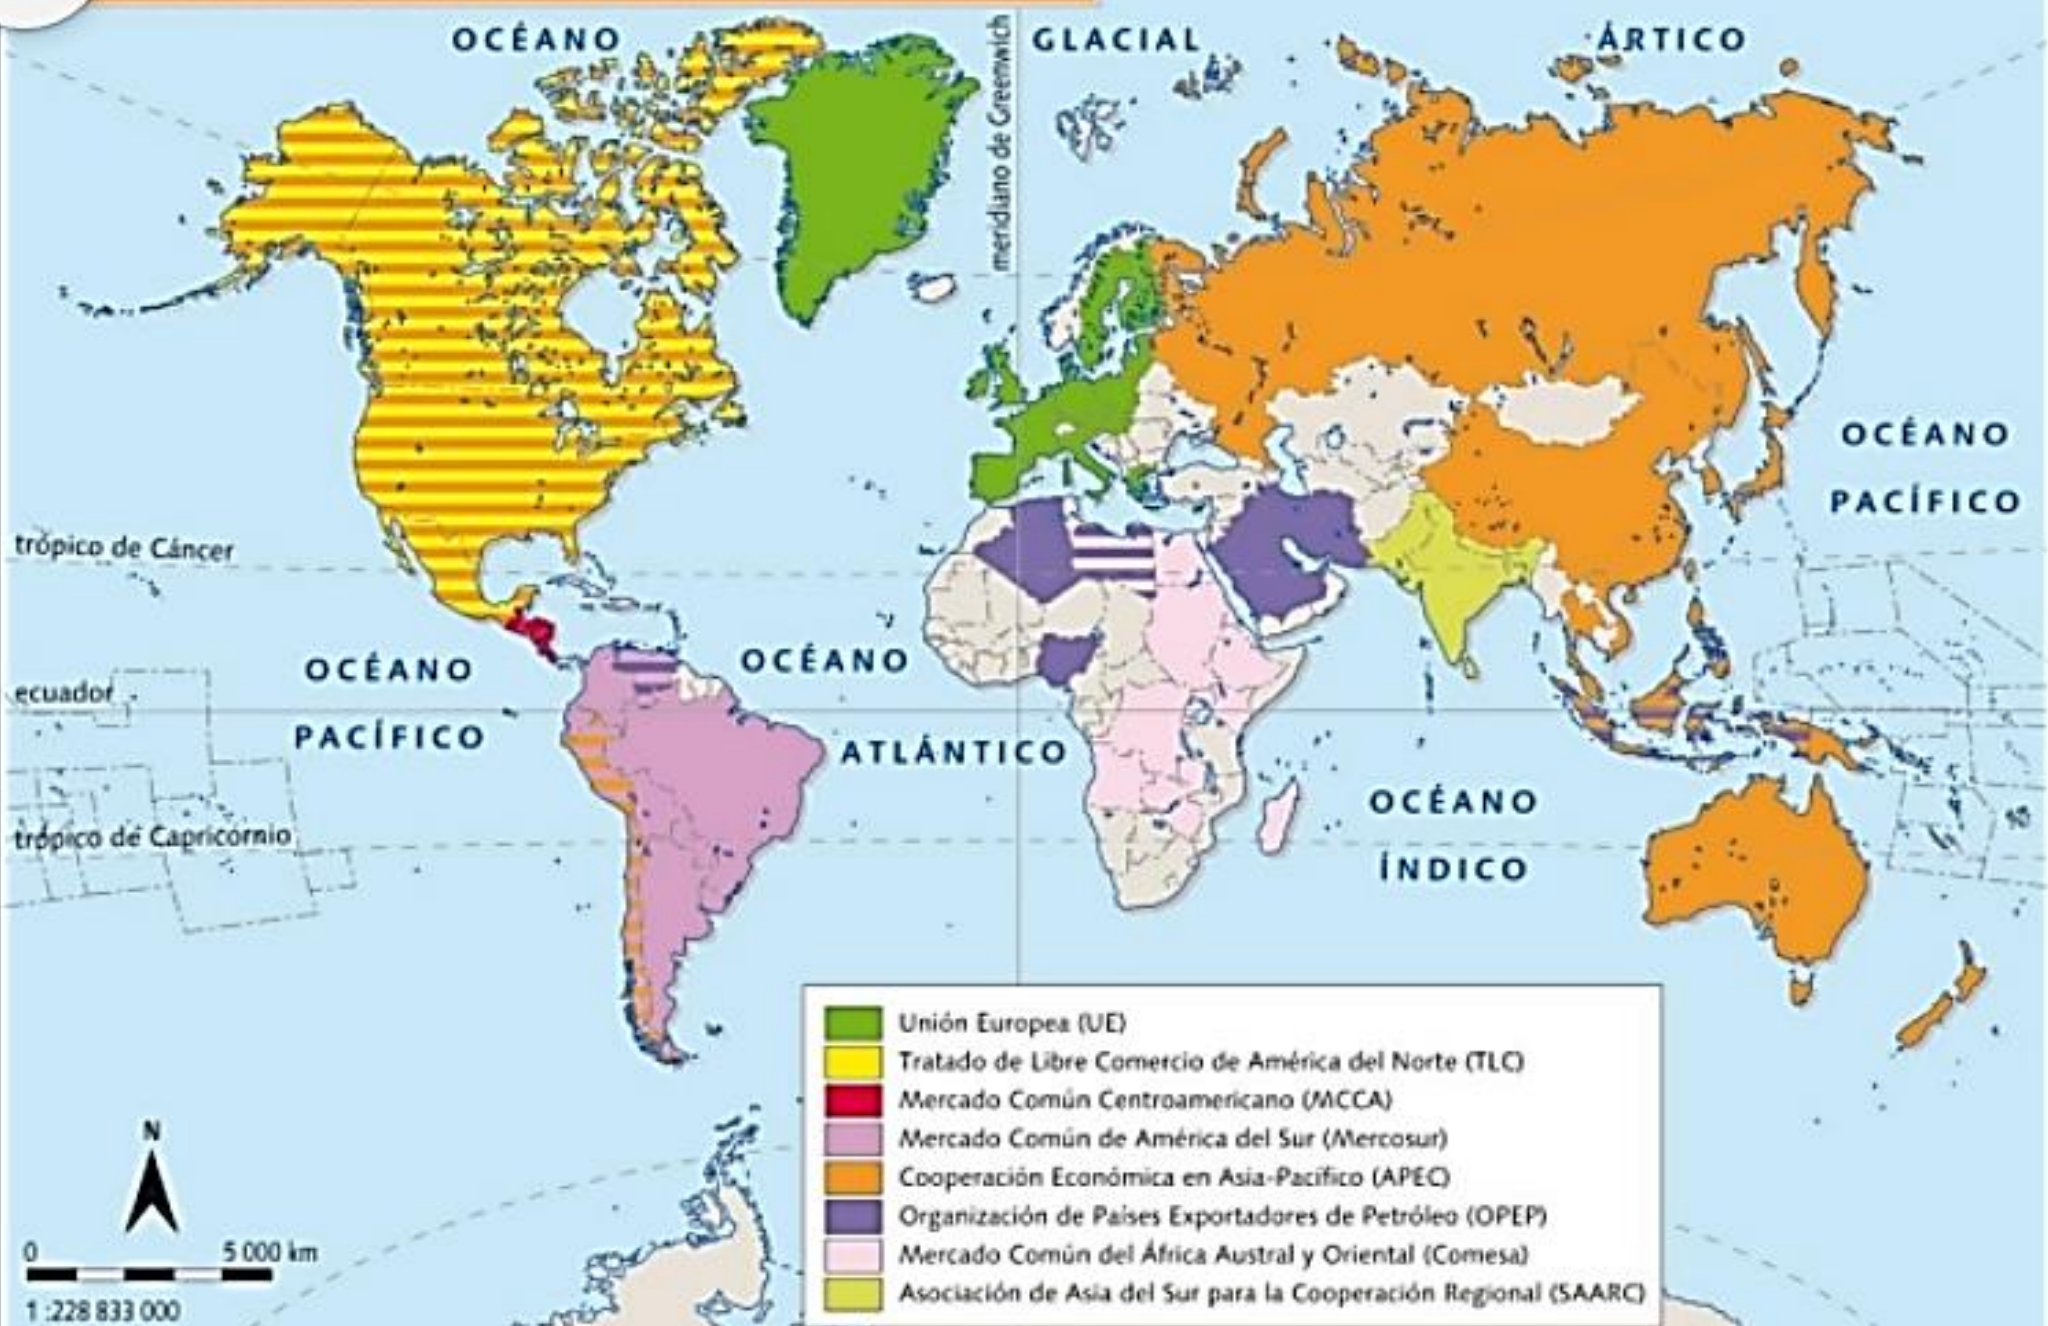 OCÉANO GLACIAL ÁRTICO
meridiano de Greenwich
OCÉANO
PACÍFICO
trópico de Cáncer
OCÉANO
PACÍFICO
OCÉANO
ATLÁNTICO
ecuador
OCÉANO
ÍNDICO
trópico de Capricornio
Unión Europea (UE)
Tratado de Libre Comercio de América del Norte (TLC)
Mercado Común Centroamericano (MCCA)
Mercado Común de América del Sur (Mercosur)
Cooperación Económica en Asia-Pacífico (APEC)
Organización de Países Exportadores de Petróleo (OPEP)
Mercado Común del África Austral y Oriental (Comesa)
Asociación de Asia del Sur para la Cooperación Regional (SAARC)
N
0 5 000 km
1 :228 833 000